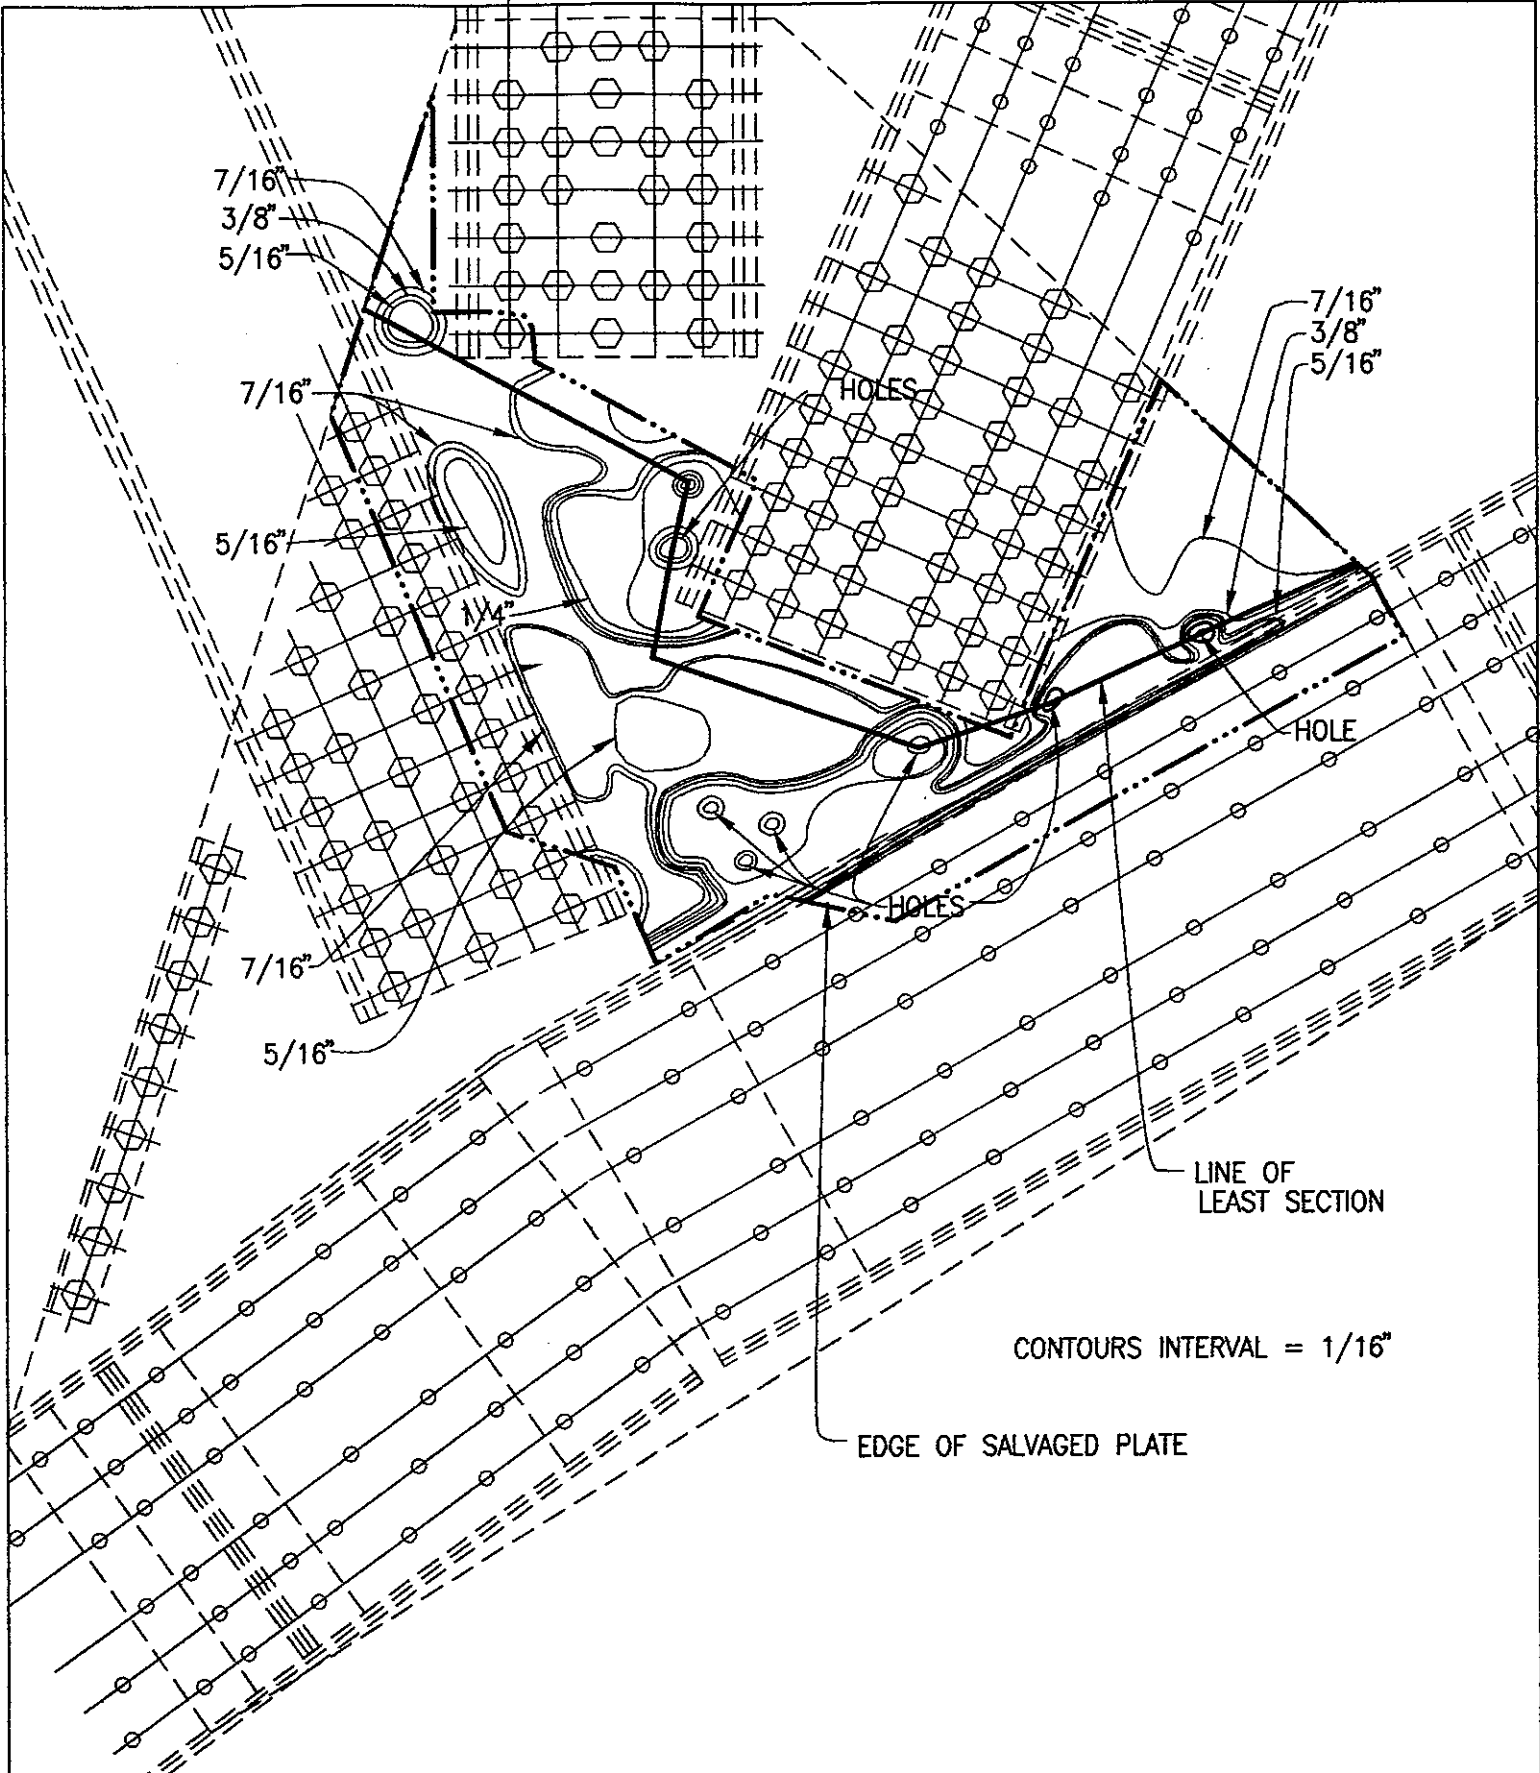 7/16"
3/8"
5/16"
7/16"
3/8"
5/16"
7/16"
HOLES
5/16"
1/4"
HOLE
HOLES
7/16"
5/16"
LINE OF
LEAST SECTION
CONTOURS INTERVAL = 1/16"
EDGE OF SALVAGED PLATE